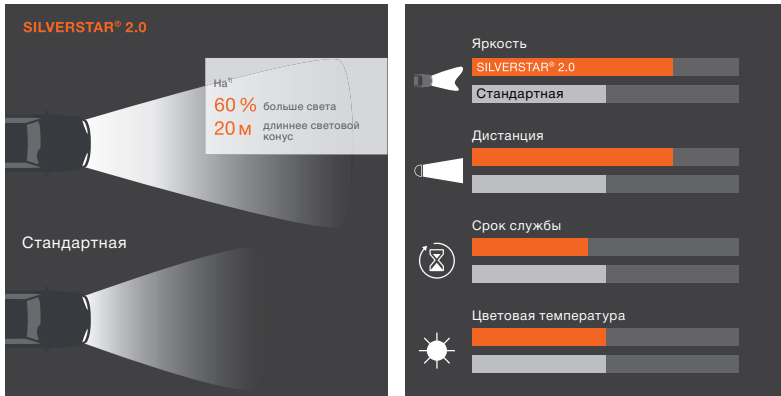 SILVERSTAR® 2.0
На¹⁾
60 % больше света
20 м длиннее световой
конус
Стандартная
Яркость
SILVERSTAR® 2.0
Стандартная
Дистанция
Срок службы
Цветовая температура